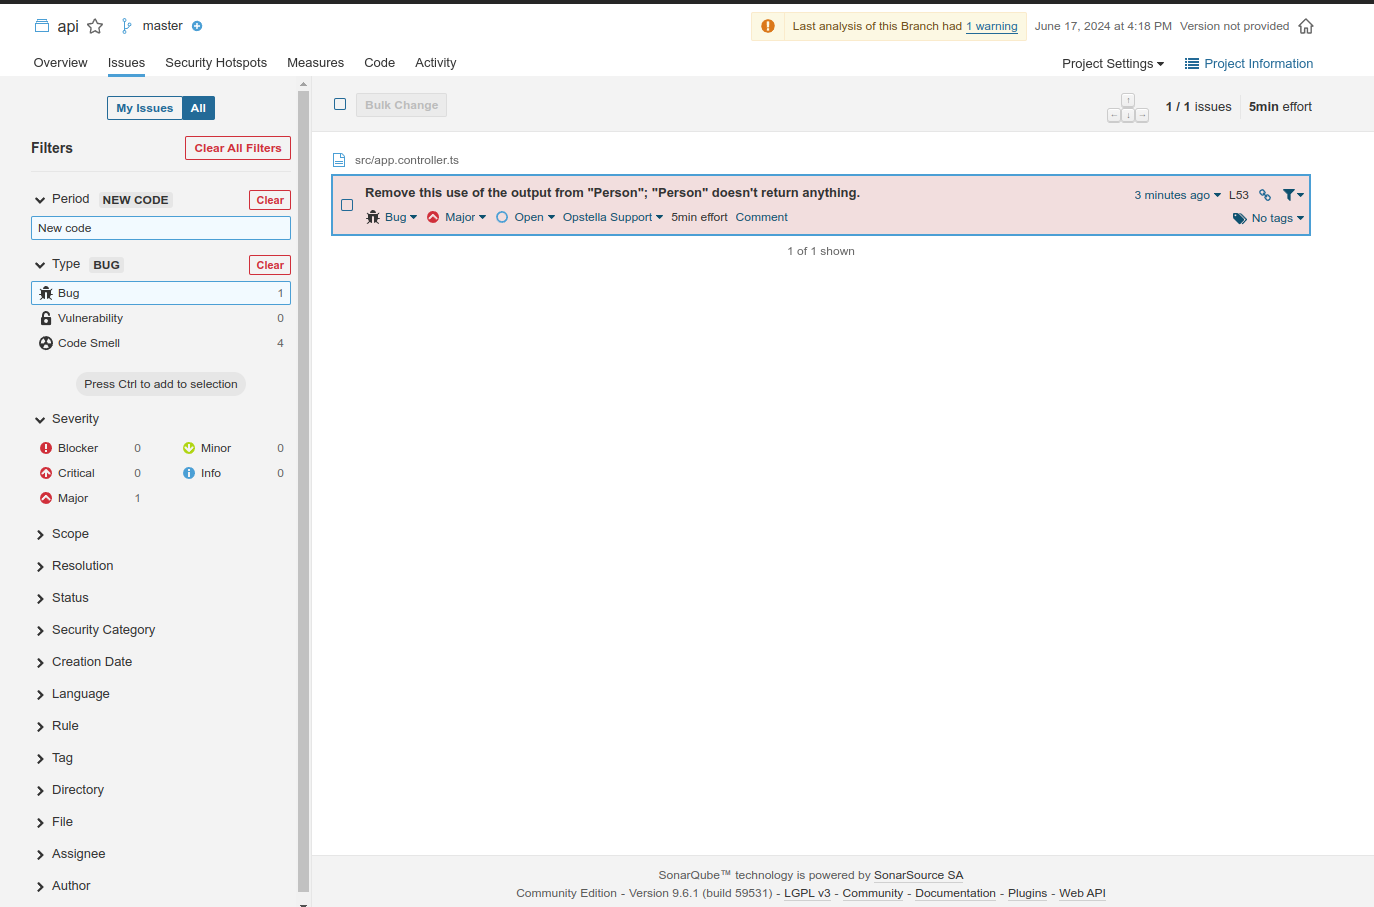 api master
Last analysis of this Branch had 1 warning June 17, 2024 at 4:18 PM Version not provided
Overview Issues Security Hotspots Measures Code Activity
Project Settings Project Information
My Issues All
Filters Clear All Filters
Period NEW CODE Clear
New code
Type BUG Clear
Bug 1
Vulnerability 0
Code Smell 4
Press Ctrl to add to selection
Severity
Blocker 0 Minor 0
Critical 0 Info 0
Major 1
Scope
Resolution
Status
Security Category
Creation Date
Language
Rule
Tag
Directory
File
Assignee
Author
Bulk Change
1 / 1 issues 5min effort
src/app.controller.ts
Remove this use of the output from "Person"; "Person" doesn't return anything.
3 minutes ago L53
Bug Major Open Opstella Support 5min effort Comment
No tags
1 of 1 shown
SonarQube™ technology is powered by SonarSource SA
Community Edition - Version 9.6.1 (build 59531) - LGPL v3 - Community - Documentation - Plugins - Web API